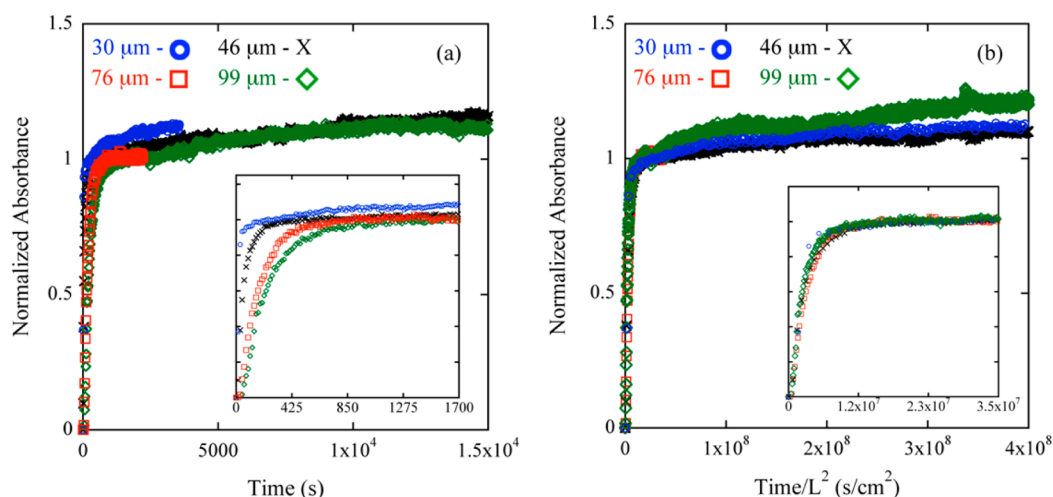 1.5
30 μm - 46 μm - X (a)
76 μm - 99 μm -
1
Normalized Absorbance
0.5
0
0 425 850 1275 1700
0 5000 1x10⁴ 1.5x10⁴
Time (s)
1.5
30 μm - 46 μm - X (b)
76 μm - 99 μm -
1
Normalized Absorbance
0.5
0
0 1.2x10⁷ 2.3x10⁷ 3.5x10⁷
0 1x10⁸ 2x10⁸ 3x10⁸ 4x10⁸
Time/L² (s/cm²)